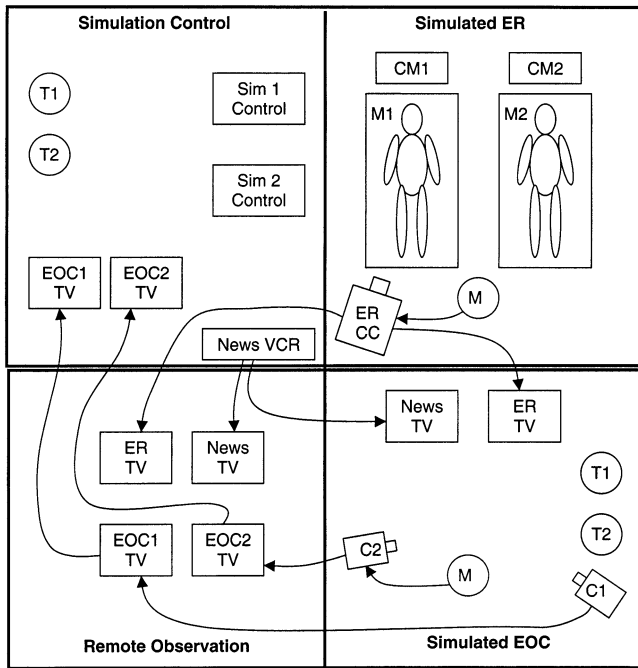 Simulation Control
T1
T2
Sim 1
Control
Sim 2
Control
EOC1
TV
EOC2
TV
News VCR
Simulated ER
CM1
CM2
M1
M2
ER
CC
M
ER
TV
News
TV
EOC1
TV
EOC2
TV
Remote Observation
News
TV
ER
TV
T1
T2
C2
M
C1
Simulated EOC